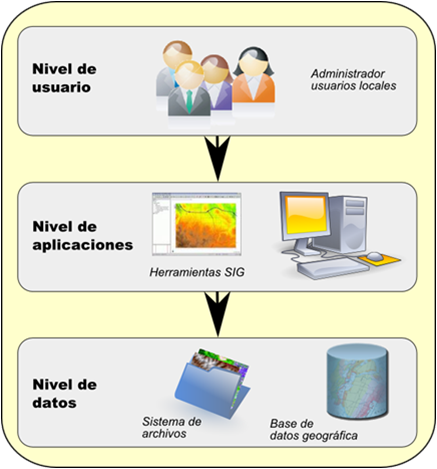 Nivel de
usuario
Administrador
usuarios locales
Nivel de
aplicaciones
Herramientas SIG
Nivel de
datos
Sistema de
archivos
Base de
datos geográfica